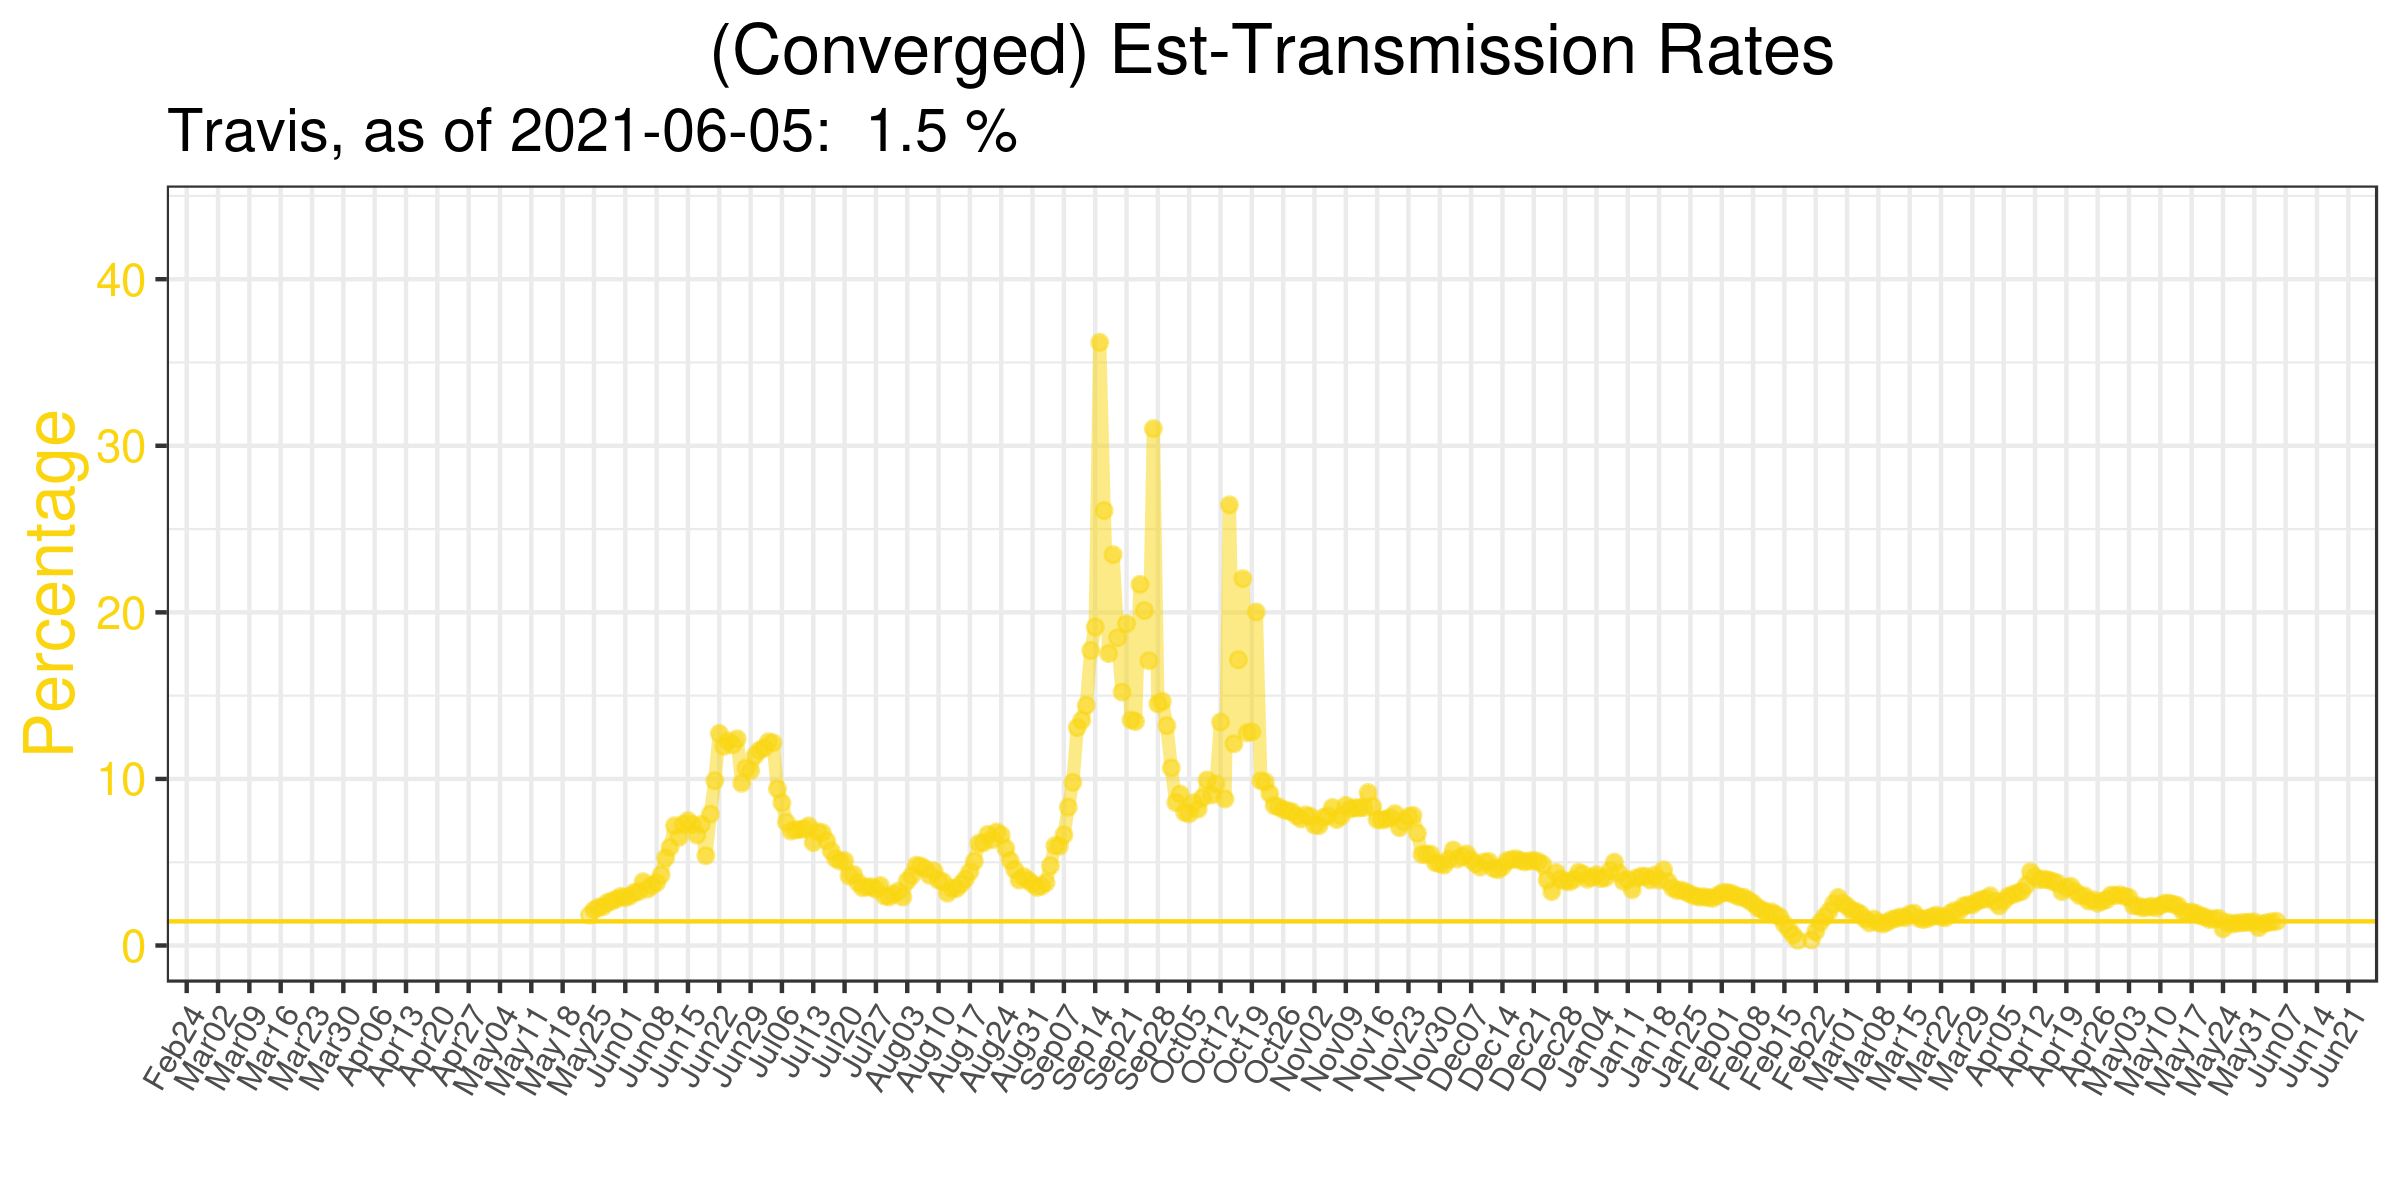 (Converged) Est-Transmission Rates
Travis, as of 2021-06-05:  1.5 %
Percentage
40
30
20
10
0
Feb24
Mar02
Mar09
Mar16
Mar23
Mar30
Apr06
Apr13
Apr20
Apr27
May04
May11
May18
May25
Jun01
Jun08
Jun15
Jun22
Jun29
Jul06
Jul13
Jul20
Jul27
Aug03
Aug10
Aug17
Aug24
Aug31
Sep07
Sep14
Sep21
Sep28
Oct05
Oct12
Oct19
Oct26
Nov02
Nov09
Nov16
Nov23
Nov30
Dec07
Dec14
Dec21
Dec28
Jan04
Jan11
Jan18
Jan25
Feb01
Feb08
Feb15
Feb22
Mar01
Mar08
Mar15
Mar22
Mar29
Apr05
Apr12
Apr19
Apr26
May03
May10
May17
May24
May31
Jun07
Jun14
Jun21